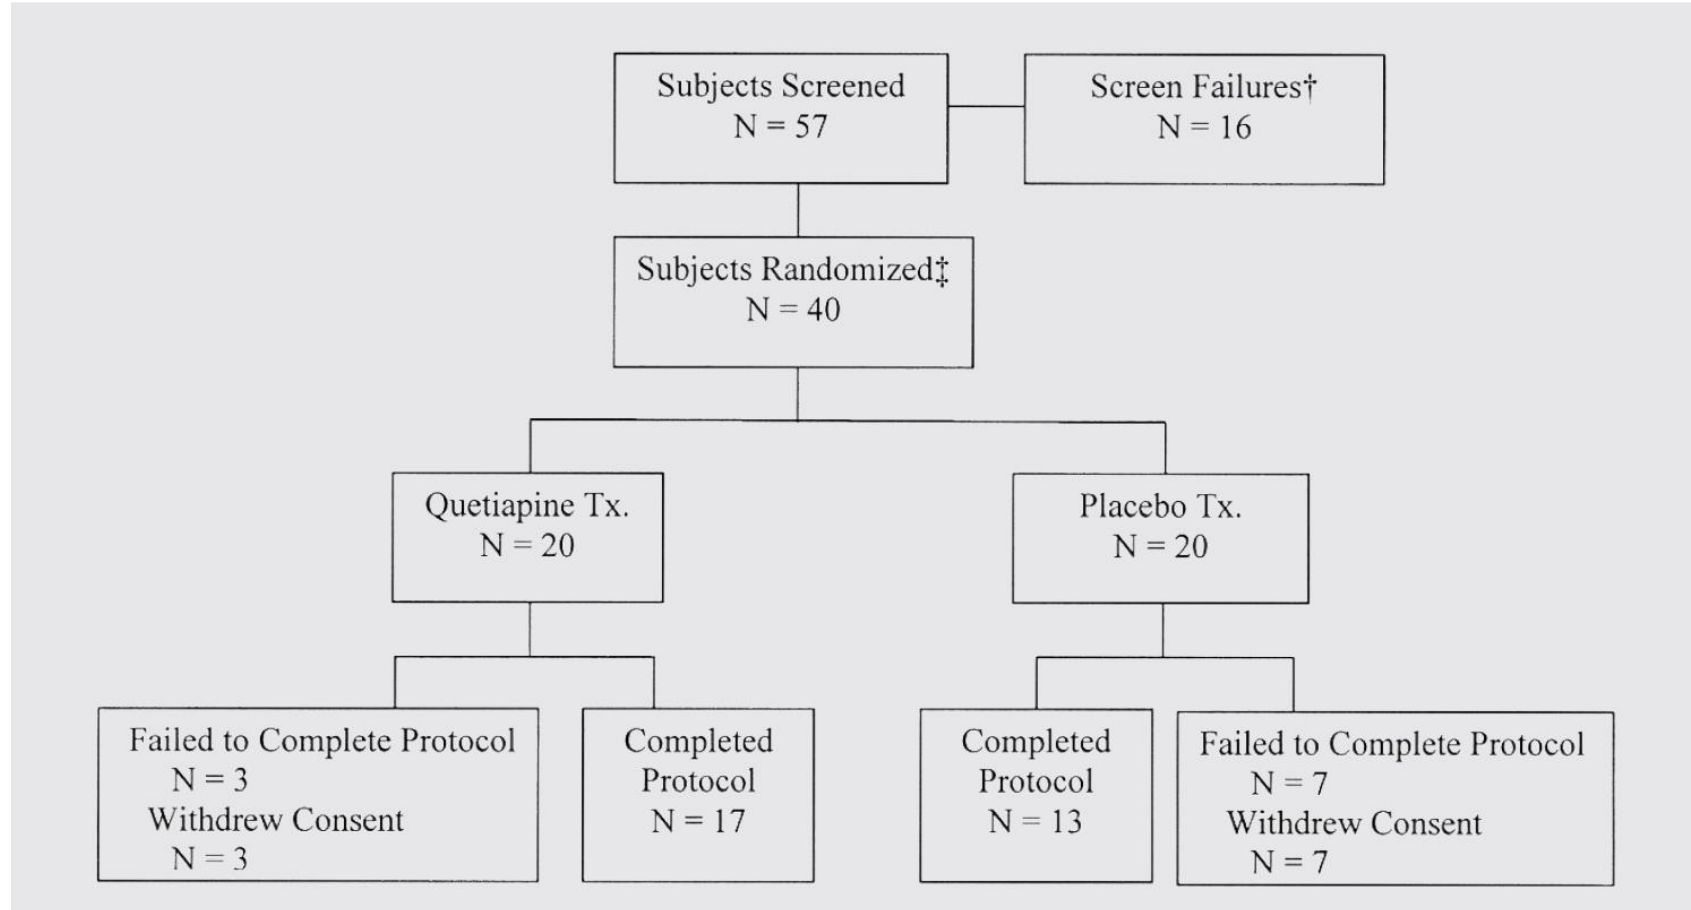 Subjects Screened
N = 57
Screen Failures†
N = 16
Subjects Randomized‡
N = 40
Quetiapine Tx.
N = 20
Placebo Tx.
N = 20
Failed to Complete Protocol
N = 3
Withdrew Consent
N = 3
Completed
Protocol
N = 17
Completed
Protocol
N = 13
Failed to Complete Protocol
N = 7
Withdrew Consent
N = 7